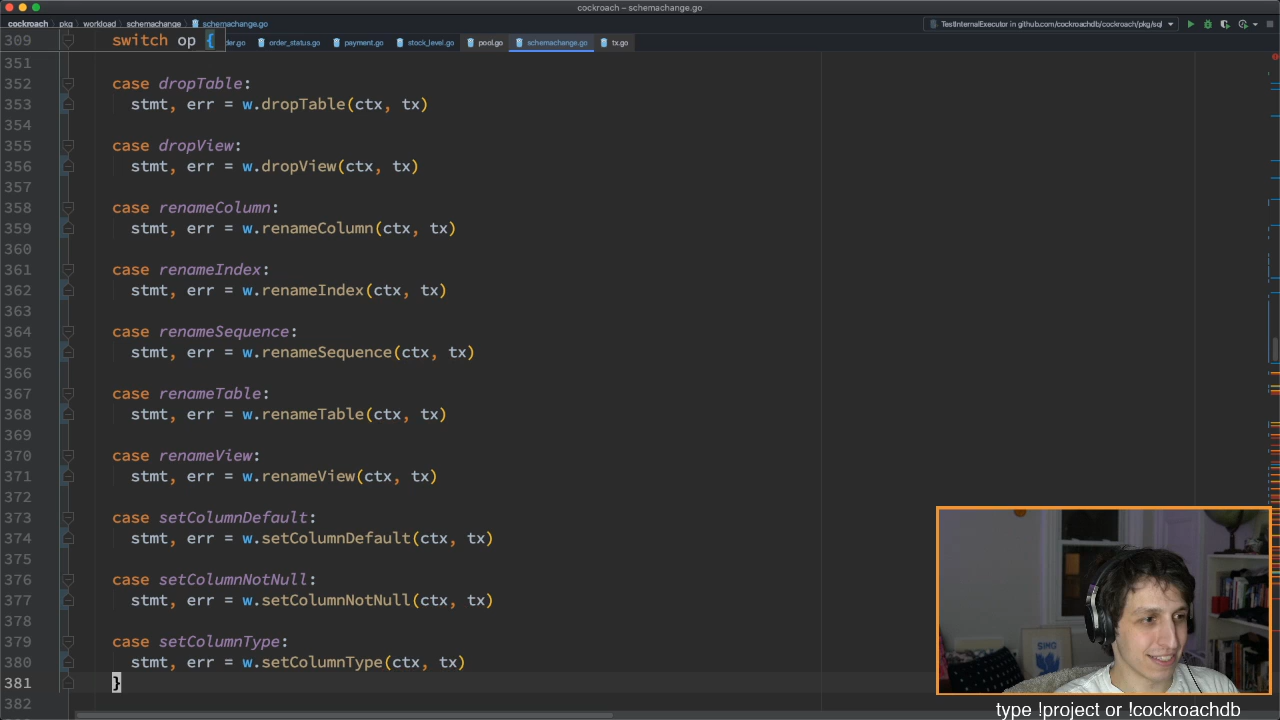 cockroach – schemachange.go
cockroach pkg workload schemachange schemachange.go
TestInternalExecutor in github.com/cockroachdb/cockroach/pkg/sql
309 switch op {
der.go order_status.go payment.go stock_level.go pool.go schemachange.go tx.go
351
352 case dropTable:
353 stmt, err = w.dropTable(ctx, tx)
354
355 case dropView:
356 stmt, err = w.dropView(ctx, tx)
357
358 case renameColumn:
359 stmt, err = w.renameColumn(ctx, tx)
360
361 case renameIndex:
362 stmt, err = w.renameIndex(ctx, tx)
363
364 case renameSequence:
365 stmt, err = w.renameSequence(ctx, tx)
366
367 case renameTable:
368 stmt, err = w.renameTable(ctx, tx)
369
370 case renameView:
371 stmt, err = w.renameView(ctx, tx)
372
373 case setColumnDefault:
374 stmt, err = w.setColumnDefault(ctx, tx)
375
376 case setColumnNotNull:
377 stmt, err = w.setColumnNotNull(ctx, tx)
378
379 case setColumnType:
380 stmt, err = w.setColumnType(ctx, tx)
381 }
382
SING
type !project or !cockroachdb